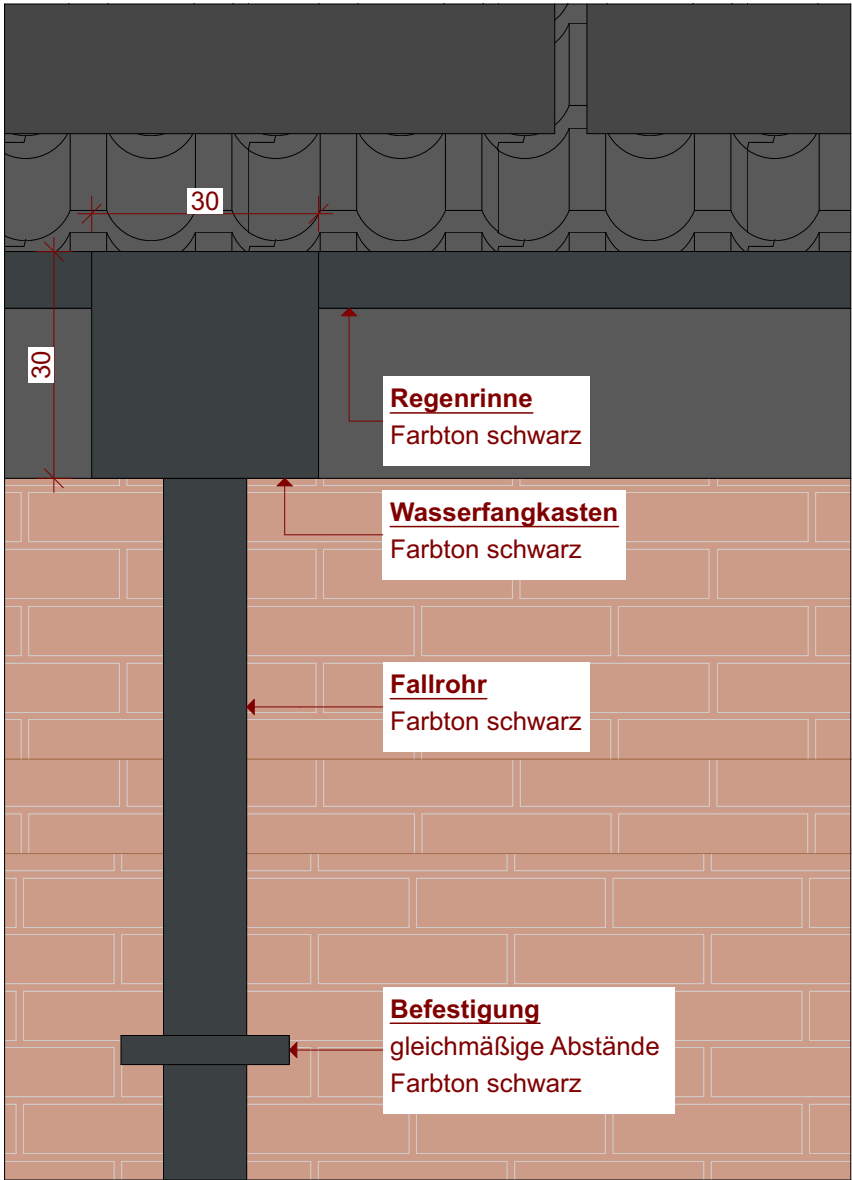 30
30
Regenrinne
Farbton schwarz
Wasserfangkasten
Farbton schwarz
Fallrohr
Farbton schwarz
Befestigung
gleichmäßige Abstände
Farbton schwarz